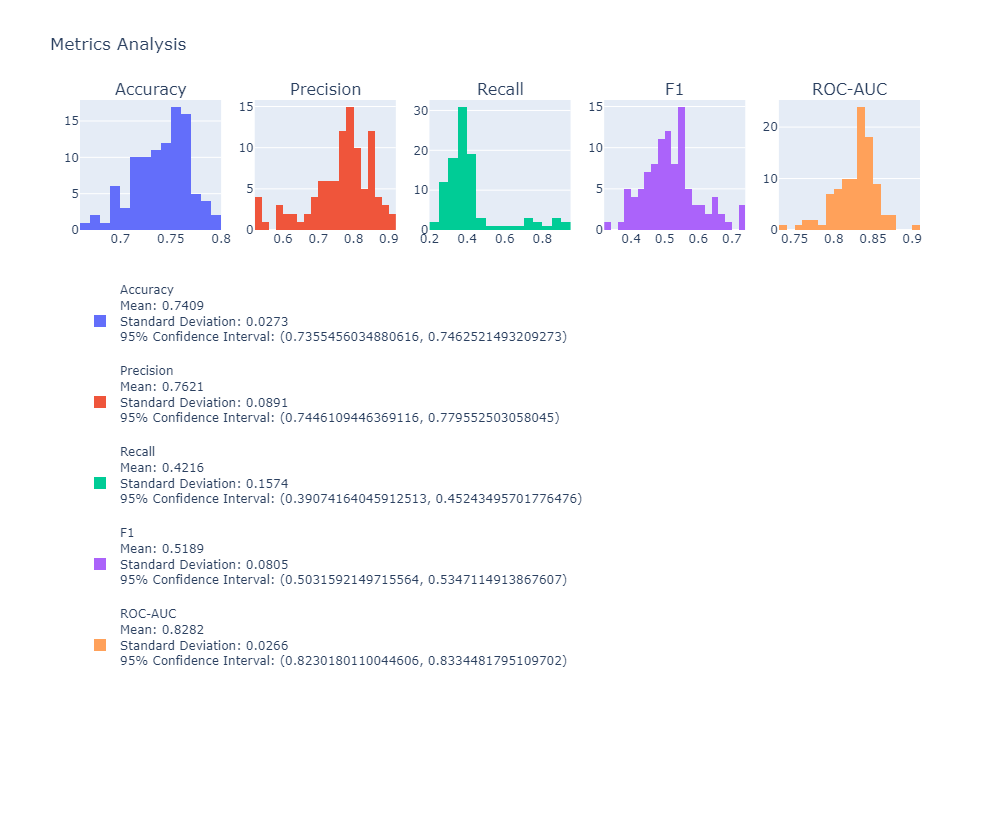 Metrics Analysis
Accuracy Precision Recall F1 ROC-AUC
15
10
5
0
0.7 0.75 0.8
15
10
5
0
0.6 0.7 0.8 0.9
30
20
10
0
0.2 0.4 0.6 0.8
15
10
5
0
0.4 0.5 0.6 0.7
20
10
0
0.75 0.8 0.85 0.9
Accuracy
Mean: 0.7409
Standard Deviation: 0.0273
95% Confidence Interval: (0.7355456034880616, 0.7462521493209273)
Precision
Mean: 0.7621
Standard Deviation: 0.0891
95% Confidence Interval: (0.7446109446369116, 0.779552503058045)
Recall
Mean: 0.4216
Standard Deviation: 0.1574
95% Confidence Interval: (0.39074164045912513, 0.45243495701776476)
F1
Mean: 0.5189
Standard Deviation: 0.0805
95% Confidence Interval: (0.5031592149715564, 0.5347114913867607)
ROC-AUC
Mean: 0.8282
Standard Deviation: 0.0266
95% Confidence Interval: (0.8230180110044606, 0.8334481795109702)